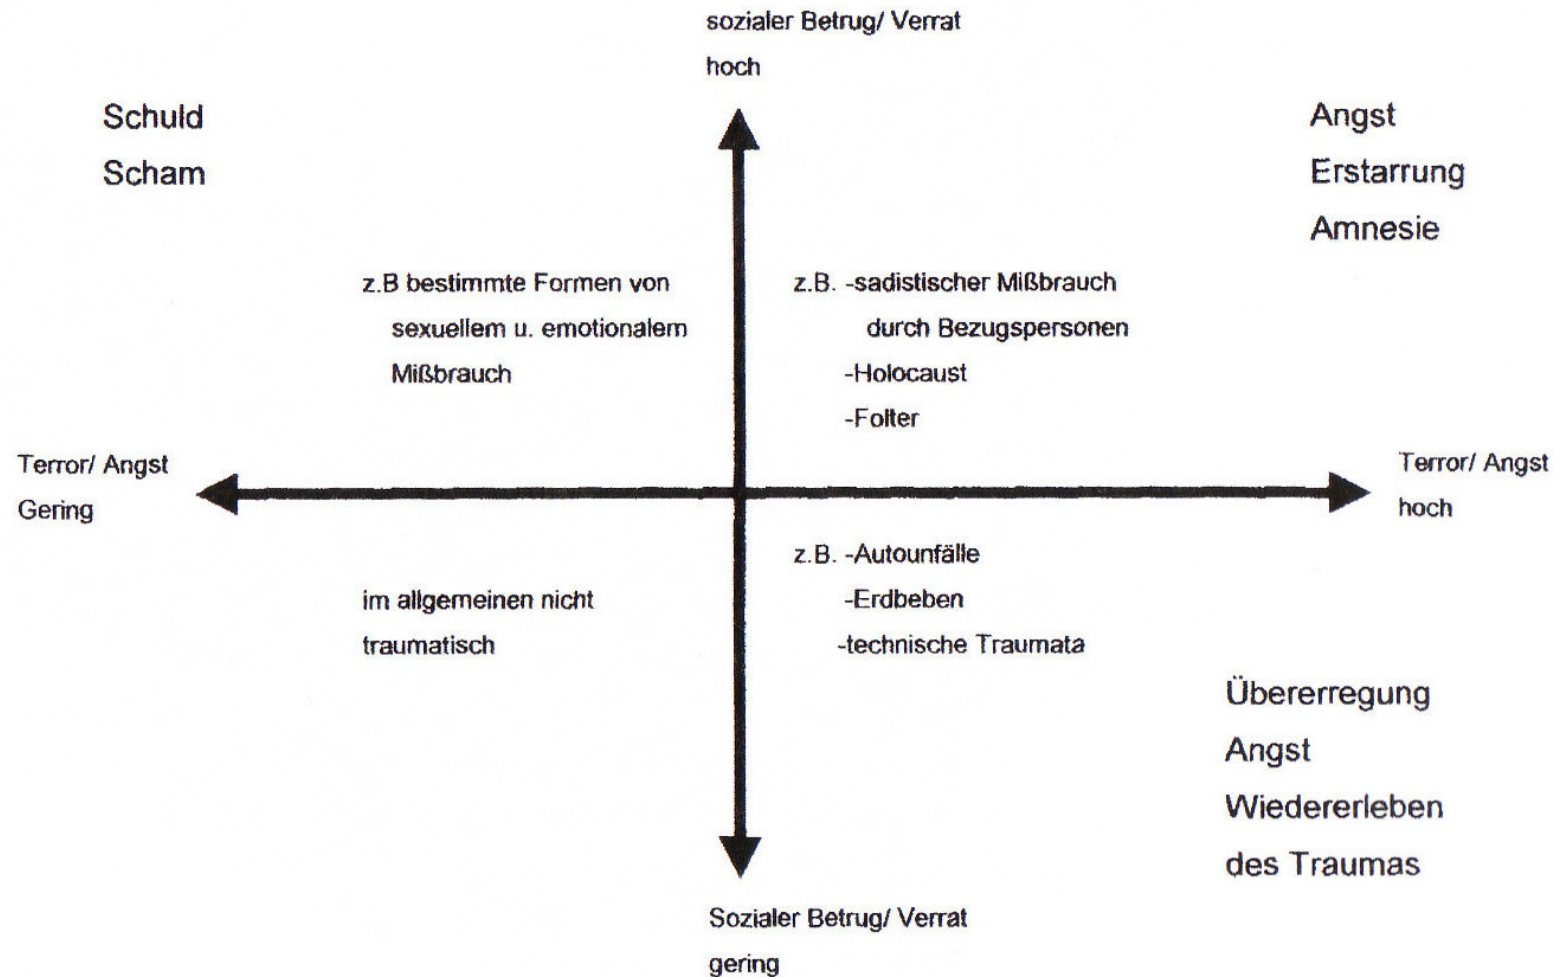 sozialer Betrug/ Verrat
hoch
Schuld
Scham
Angst
Erstarrung
Amnesie
z.B bestimmte Formen von
sexuellem u. emotionalem
Mißbrauch
z.B. -sadistischer Mißbrauch
durch Bezugspersonen
-Holocaust
-Folter
Terror/ Angst
Gering
Terror/ Angst
hoch
im allgemeinen nicht
traumatisch
z.B. -Autounfälle
-Erdbeben
-technische Traumata
Übererregung
Angst
Wiedererleben
des Traumas
Sozialer Betrug/ Verrat
gering